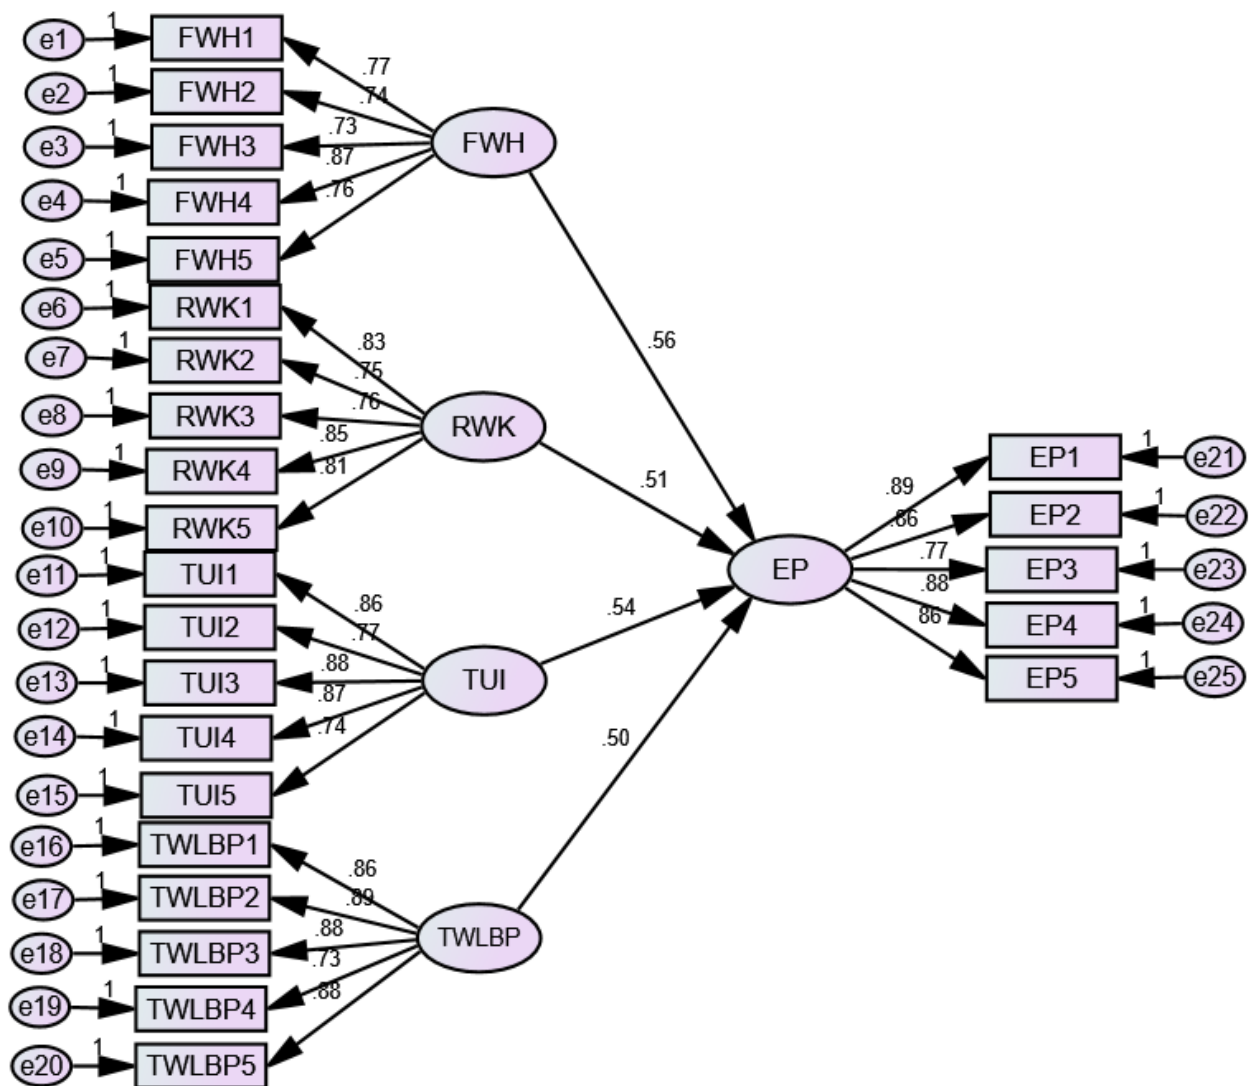 e1 1 FWH1
e2 1 FWH2
e3 1 FWH3
e4 1 FWH4
e5 1 FWH5
.77
.74
.73
.87
.76
FWH
e6 1 RWK1
e7 1 RWK2
e8 1 RWK3
e9 1 RWK4
e10 1 RWK5
.83
.75
.76
.85
.81
RWK
e11 1 TUI1
e12 1 TUI2
e13 1 TUI3
e14 1 TUI4
e15 1 TUI5
.86
.77
.88
.87
.74
TUI
e16 1 TWLBP1
e17 1 TWLBP2
e18 1 TWLBP3
e19 1 TWLBP4
e20 1 TWLBP5
.86
.89
.88
.73
.88
TWLBP
.56
.51
.54
.50
EP
.89
.86
.77
.88
86
EP1 1 e21
EP2 1 e22
EP3 1 e23
EP4 1 e24
EP5 1 e25